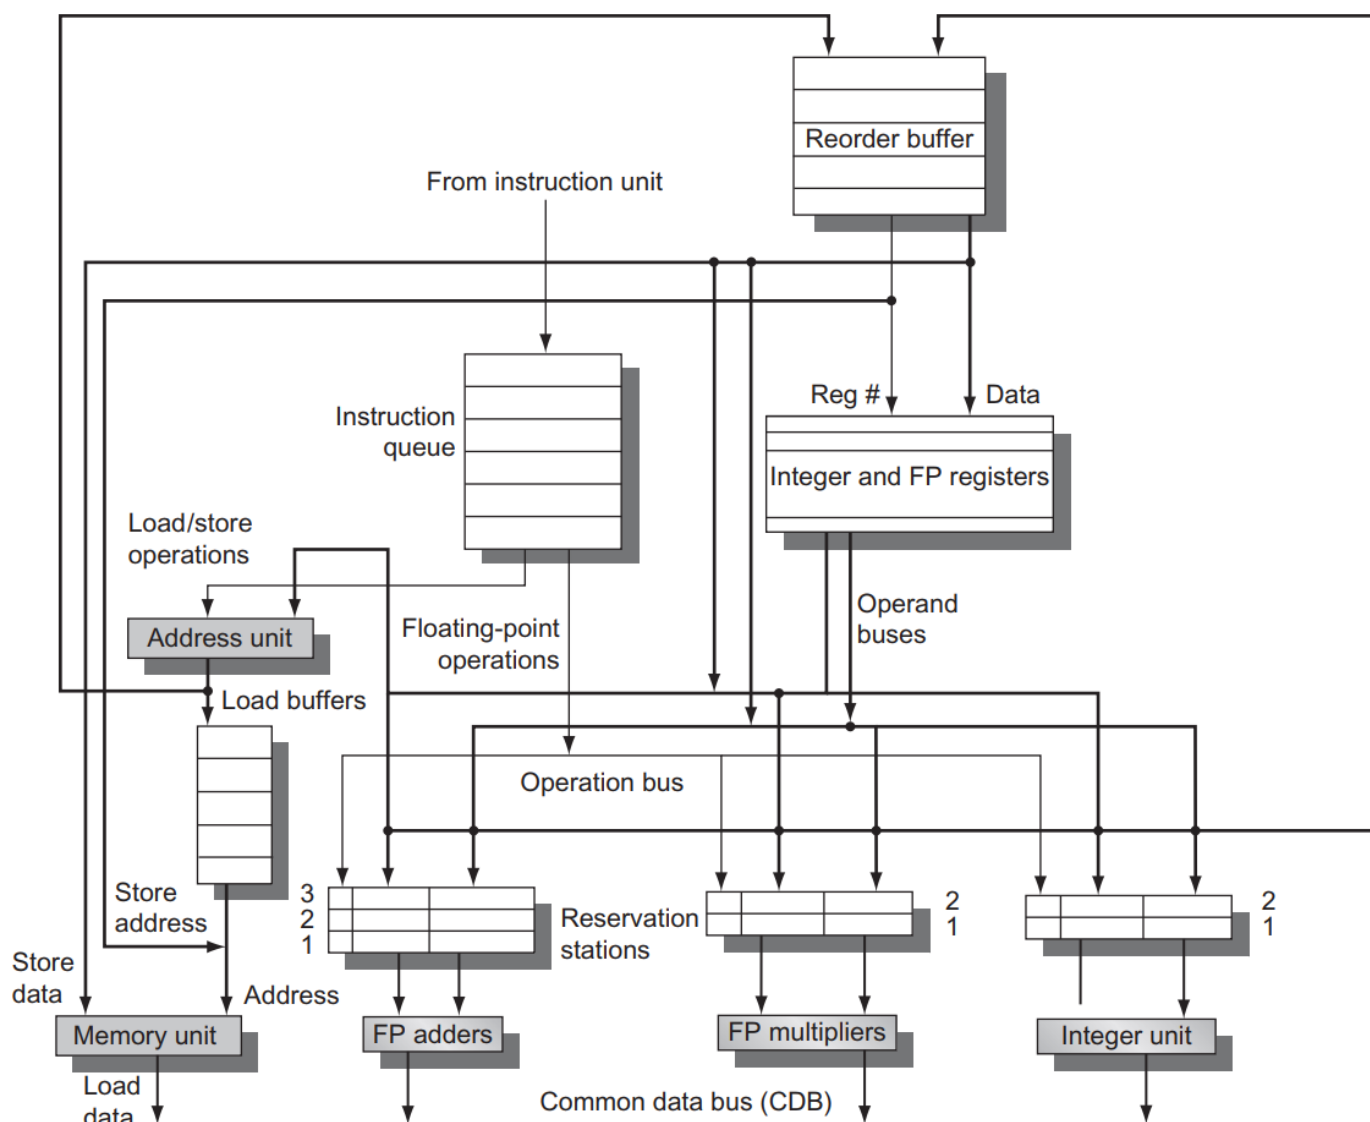 Reorder buffer
From instruction unit
Reg #
Data
Instruction
queue
Integer and FP registers
Load/store
operations
Operand
buses
Address unit
Floating-point
operations
Load buffers
Operation bus
Store
address
3
2
1
Reservation
stations
2
1
2
1
Store
data
Address
Memory unit
FP adders
FP multipliers
Integer unit
Load
data
Common data bus (CDB)